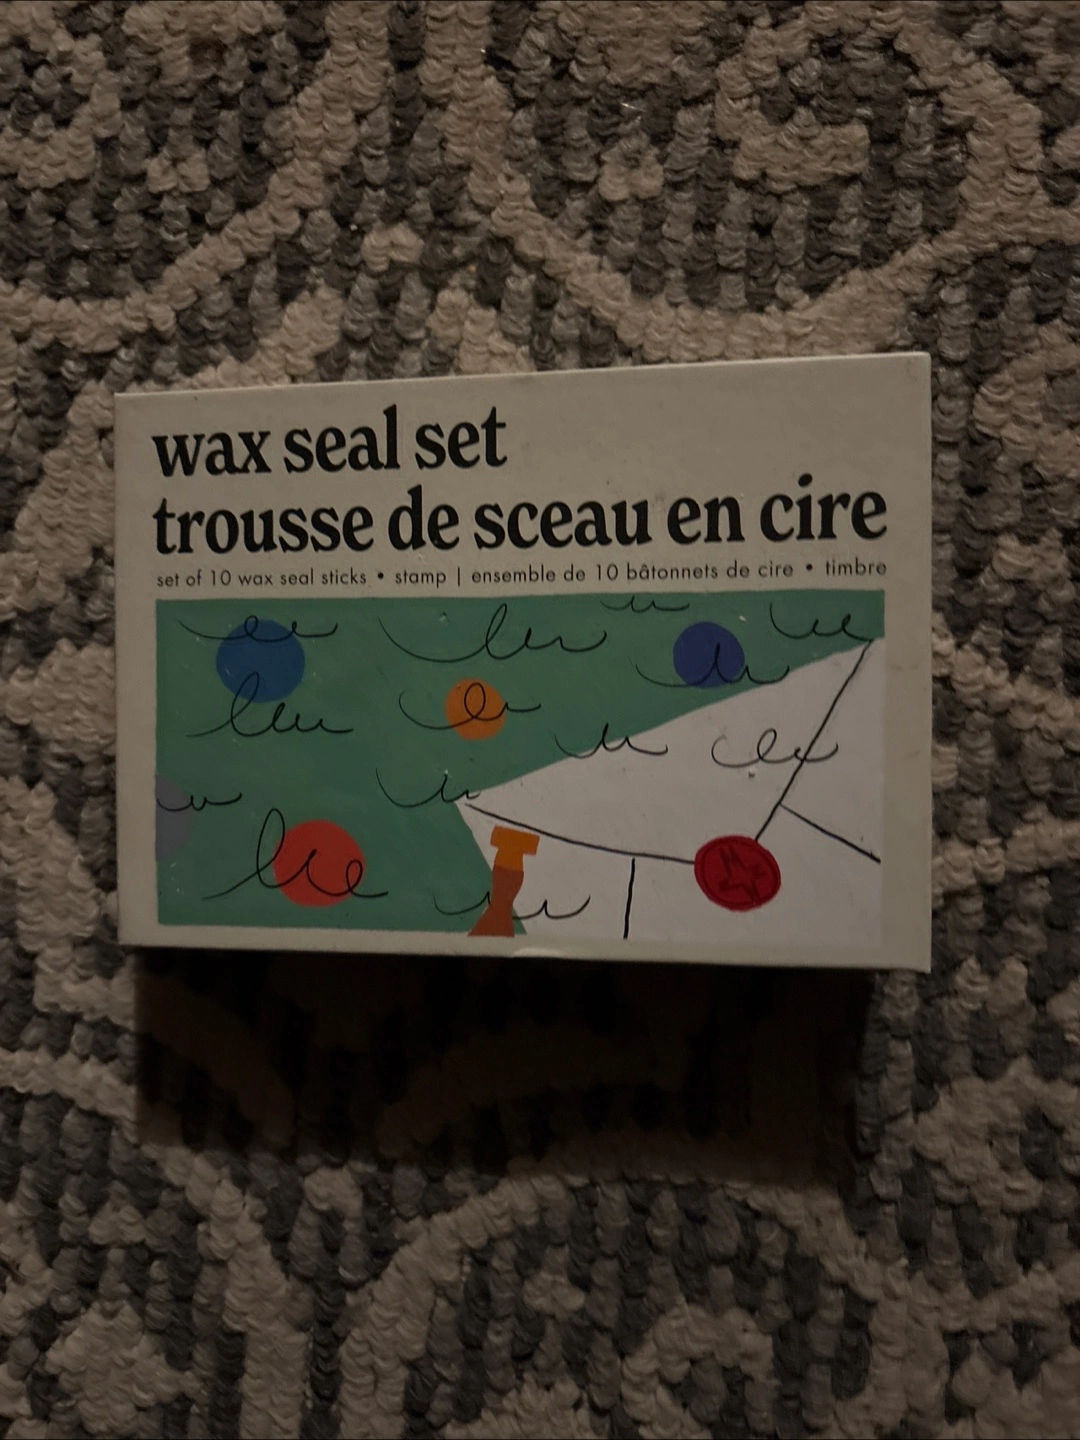 wax seal set
trousse de sceau en cire
set of 10 wax seal sticks • stamp | ensemble de 10 bâtonnets de cire • timbre